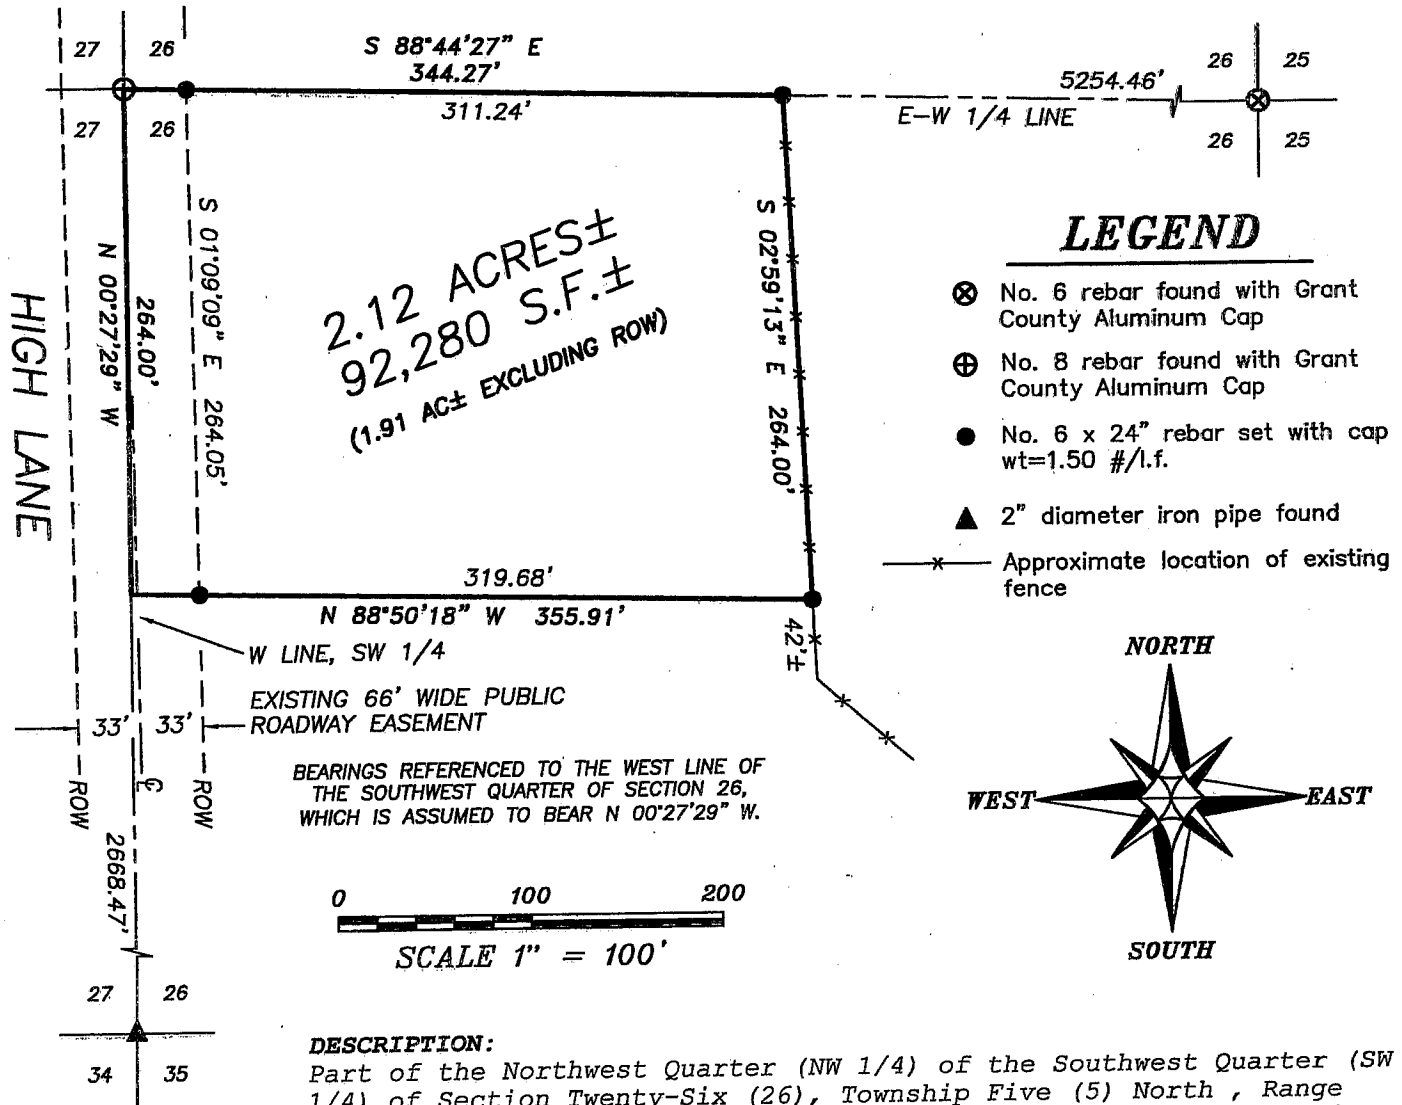 27 26
S 88°44'27" E
344.27'
311.24'
27 26
5254.46'
E-W 1/4 LINE
26 25
26 25
HIGH LANE
N 00°27'29" W
264.00'
S 01°09'09" E 264.05'
2.12 ACRES±
92,280 S.F.±
(1.91 AC± EXCLUDING ROW)
S 02°59'13" E 264.00'
LEGEND
No. 6 rebar found with Grant
County Aluminum Cap
No. 8 rebar found with Grant
County Aluminum Cap
No. 6 x 24" rebar set with cap
wt=1.50 #/l.f.
2" diameter iron pipe found
Approximate location of existing
fence
319.68'
N 88°50'18" W 355.91'
42'±
W LINE, SW 1/4
EXISTING 66' WIDE PUBLIC
ROADWAY EASEMENT
33' 33'
ROW
℄
ROW
2668.47'
BEARINGS REFERENCED TO THE WEST LINE OF
THE SOUTHWEST QUARTER OF SECTION 26,
WHICH IS ASSUMED TO BEAR N 00°27'29" W.
NORTH
WEST
EAST
SOUTH
0 100 200
SCALE 1" = 100'
27 26
34 35
DESCRIPTION:
Part of the Northwest Quarter (NW 1/4) of the Southwest Quarter (SW
1/4) of Section Twenty-Six (26), Township Five (5) North , Range